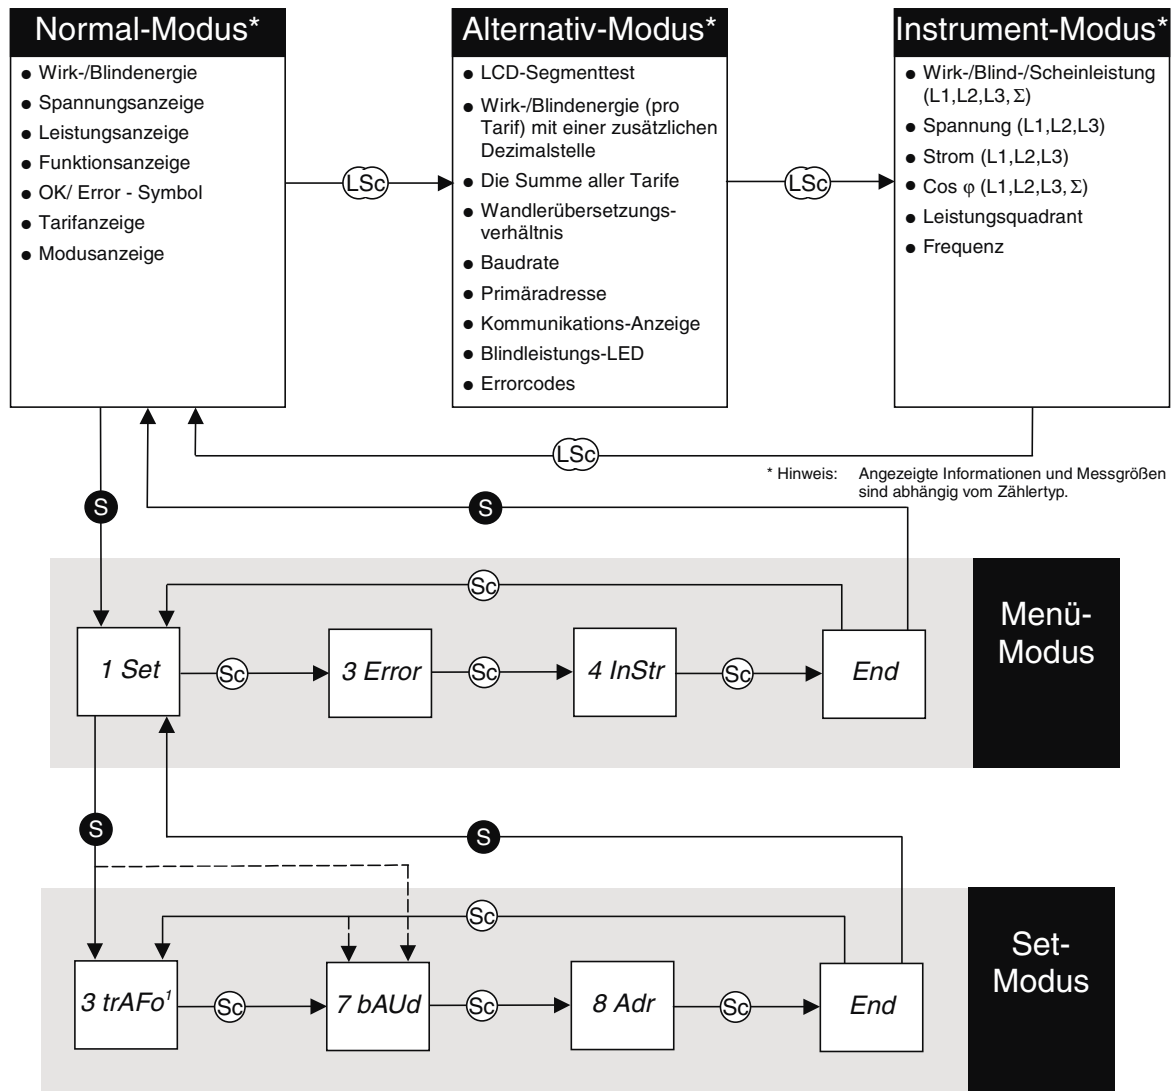 Normal-Modus*
● Wirk-/Blindenergie
● Spannungsanzeige
● Leistungsanzeige
● Funktionsanzeige
● OK/ Error - Symbol
● Tarifanzeige
● Modusanzeige
LSc
Alternativ-Modus*
● LCD-Segmenttest
● Wirk-/Blindenergie (pro
Tarif) mit einer zusätzlichen
Dezimalstelle
● Die Summe aller Tarife
● Wandlerübersetzungs-
verhältnis
● Baudrate
● Primäradresse
● Kommunikations-Anzeige
● Blindleistungs-LED
● Errorcodes
LSc
Instrument-Modus*
● Wirk-/Blind-/Scheinleistung
(L1,L2,L3, Σ)
● Spannung (L1,L2,L3)
● Strom (L1,L2,L3)
● Cos φ (L1,L2,L3, Σ)
● Leistungsquadrant
● Frequenz
LSc
* Hinweis: Angezeigte Informationen und Messgrößen
sind abhängig vom Zählertyp.
S
S
Sc
Menü-
Modus
1 Set
Sc
3 Error
Sc
4 InStr
Sc
End
S
S
Sc
Set-
Modus
3 trAFo¹
Sc
7 bAUd
Sc
8 Adr
Sc
End